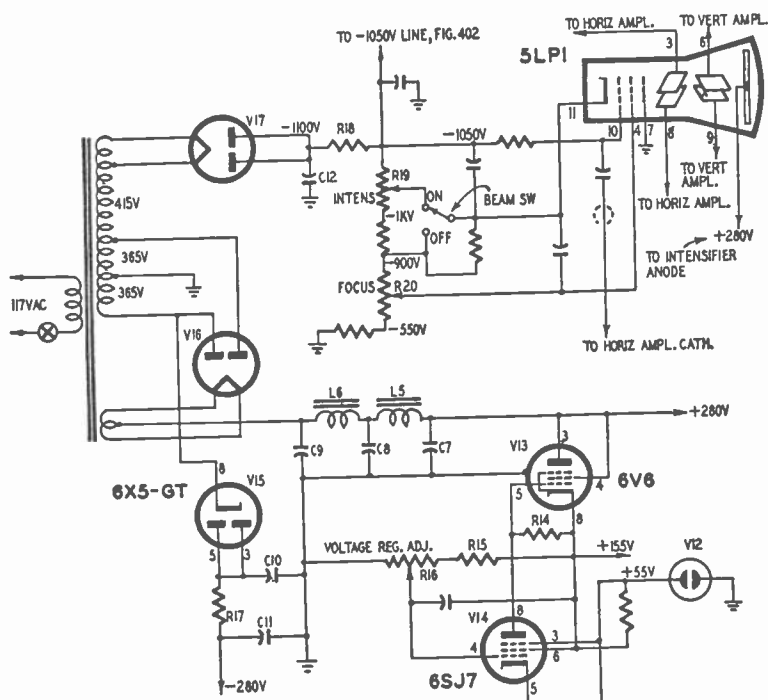 TO HORIZ AMPL.
TO VERT AMPL.
3
6
5LP1
TO -1050V LINE, FIG. 402
11
10
4
7
8
9
V17
-1100V
R18
-1050V
C12
TO VERT AMPL.
TO HORIZ AMPL.
+280V
TO INTENSIFIER ANODE
R19
INTENS
ON
BEAM SW
-1KV
OFF
-900V
FOCUS
R20
-550V
TO HORIZ AMPL. CATH.
415V
365V
365V
117VAC
V16
L6
L5
+280V
C9
C8
C7
V13
3
5
4
8
6V6
8
V15
6X5-GT
5
3
C10
R17
C11
-280V
VOLTAGE REG. ADJ.
R15
R16
R14
+155V
+55V
V12
V14
8
4
3
6
5
6SJ7